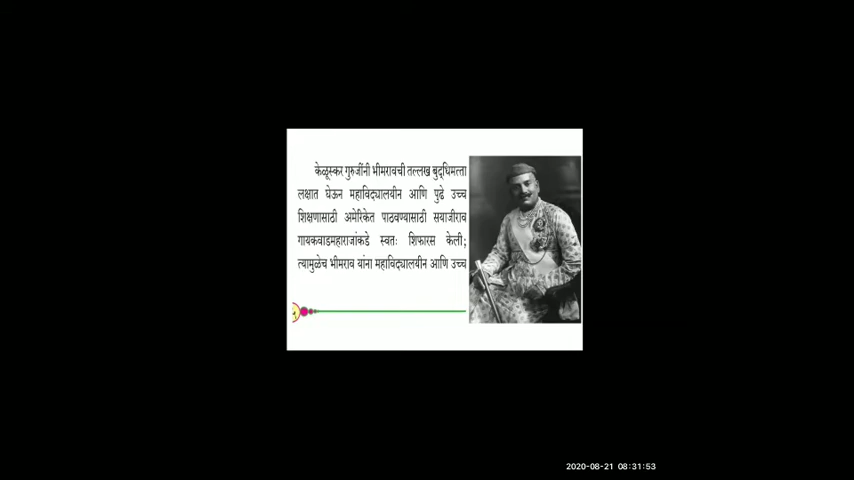 केळूस्कर गुरुजींनी भीमरावची तल्लख बुद्धिमत्ता
लक्षात घेऊन महाविद्यालयीन आणि पुढे उच्च
शिक्षणासाठी अमेरिकेत पाठवण्यासाठी सयाजीराव
गायकवाडमहाराजांकडे स्वतः शिफारस केली;
त्यामुळेच भीमराव यांना महाविद्यालयीन आणि उच्च
2020-08-21 08:31:53